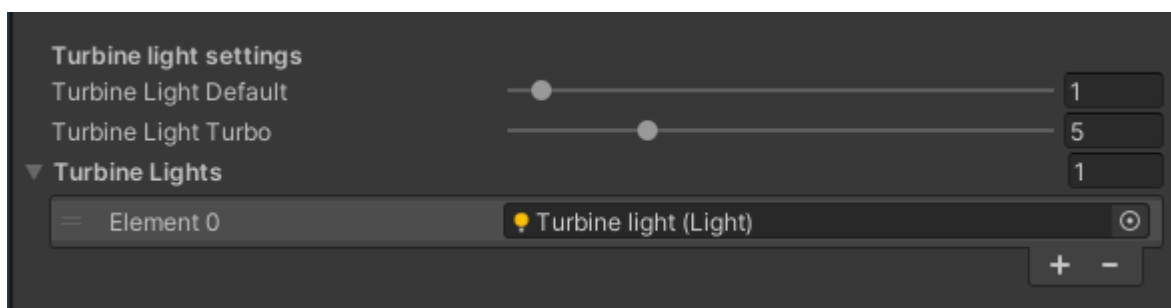 Turbine light settings
Turbine Light Default 1
Turbine Light Turbo 5
Turbine Lights 1
Element 0 Turbine light (Light)
+ -